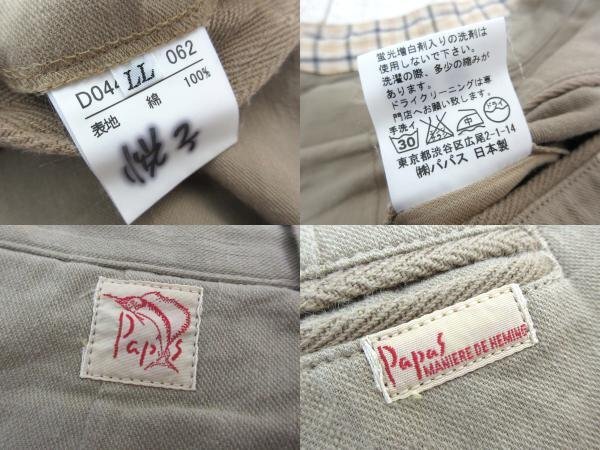 D044 LL 062
表地 綿 100%
悦子
蛍光増白剤入りの洗剤は
使用しないで下さい。
洗濯の際、多少の縮みが
あります。
ドライクリーニングは専
門店へお願い致します。
手洗イ
30 ドライ
東京都渋谷区広尾2-1-14
㈱パパス 日本製
Papas
Papas
MANIERE DE HEMING